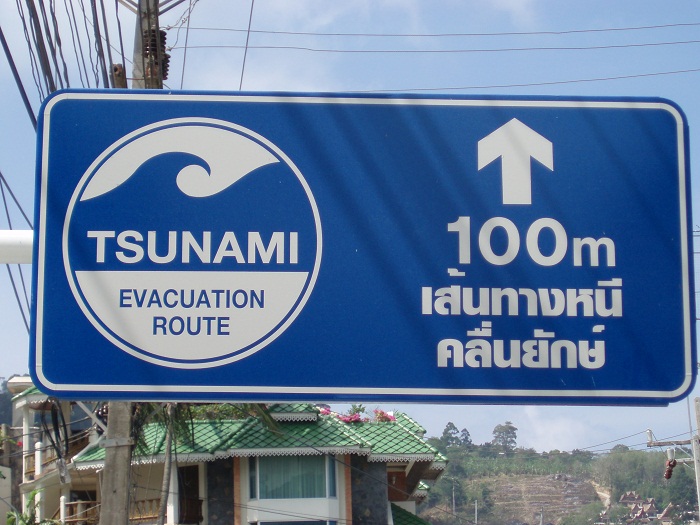 TSUNAMI
EVACUATION
ROUTE
100m
เส้นทางหนี
คลื่นยักษ์